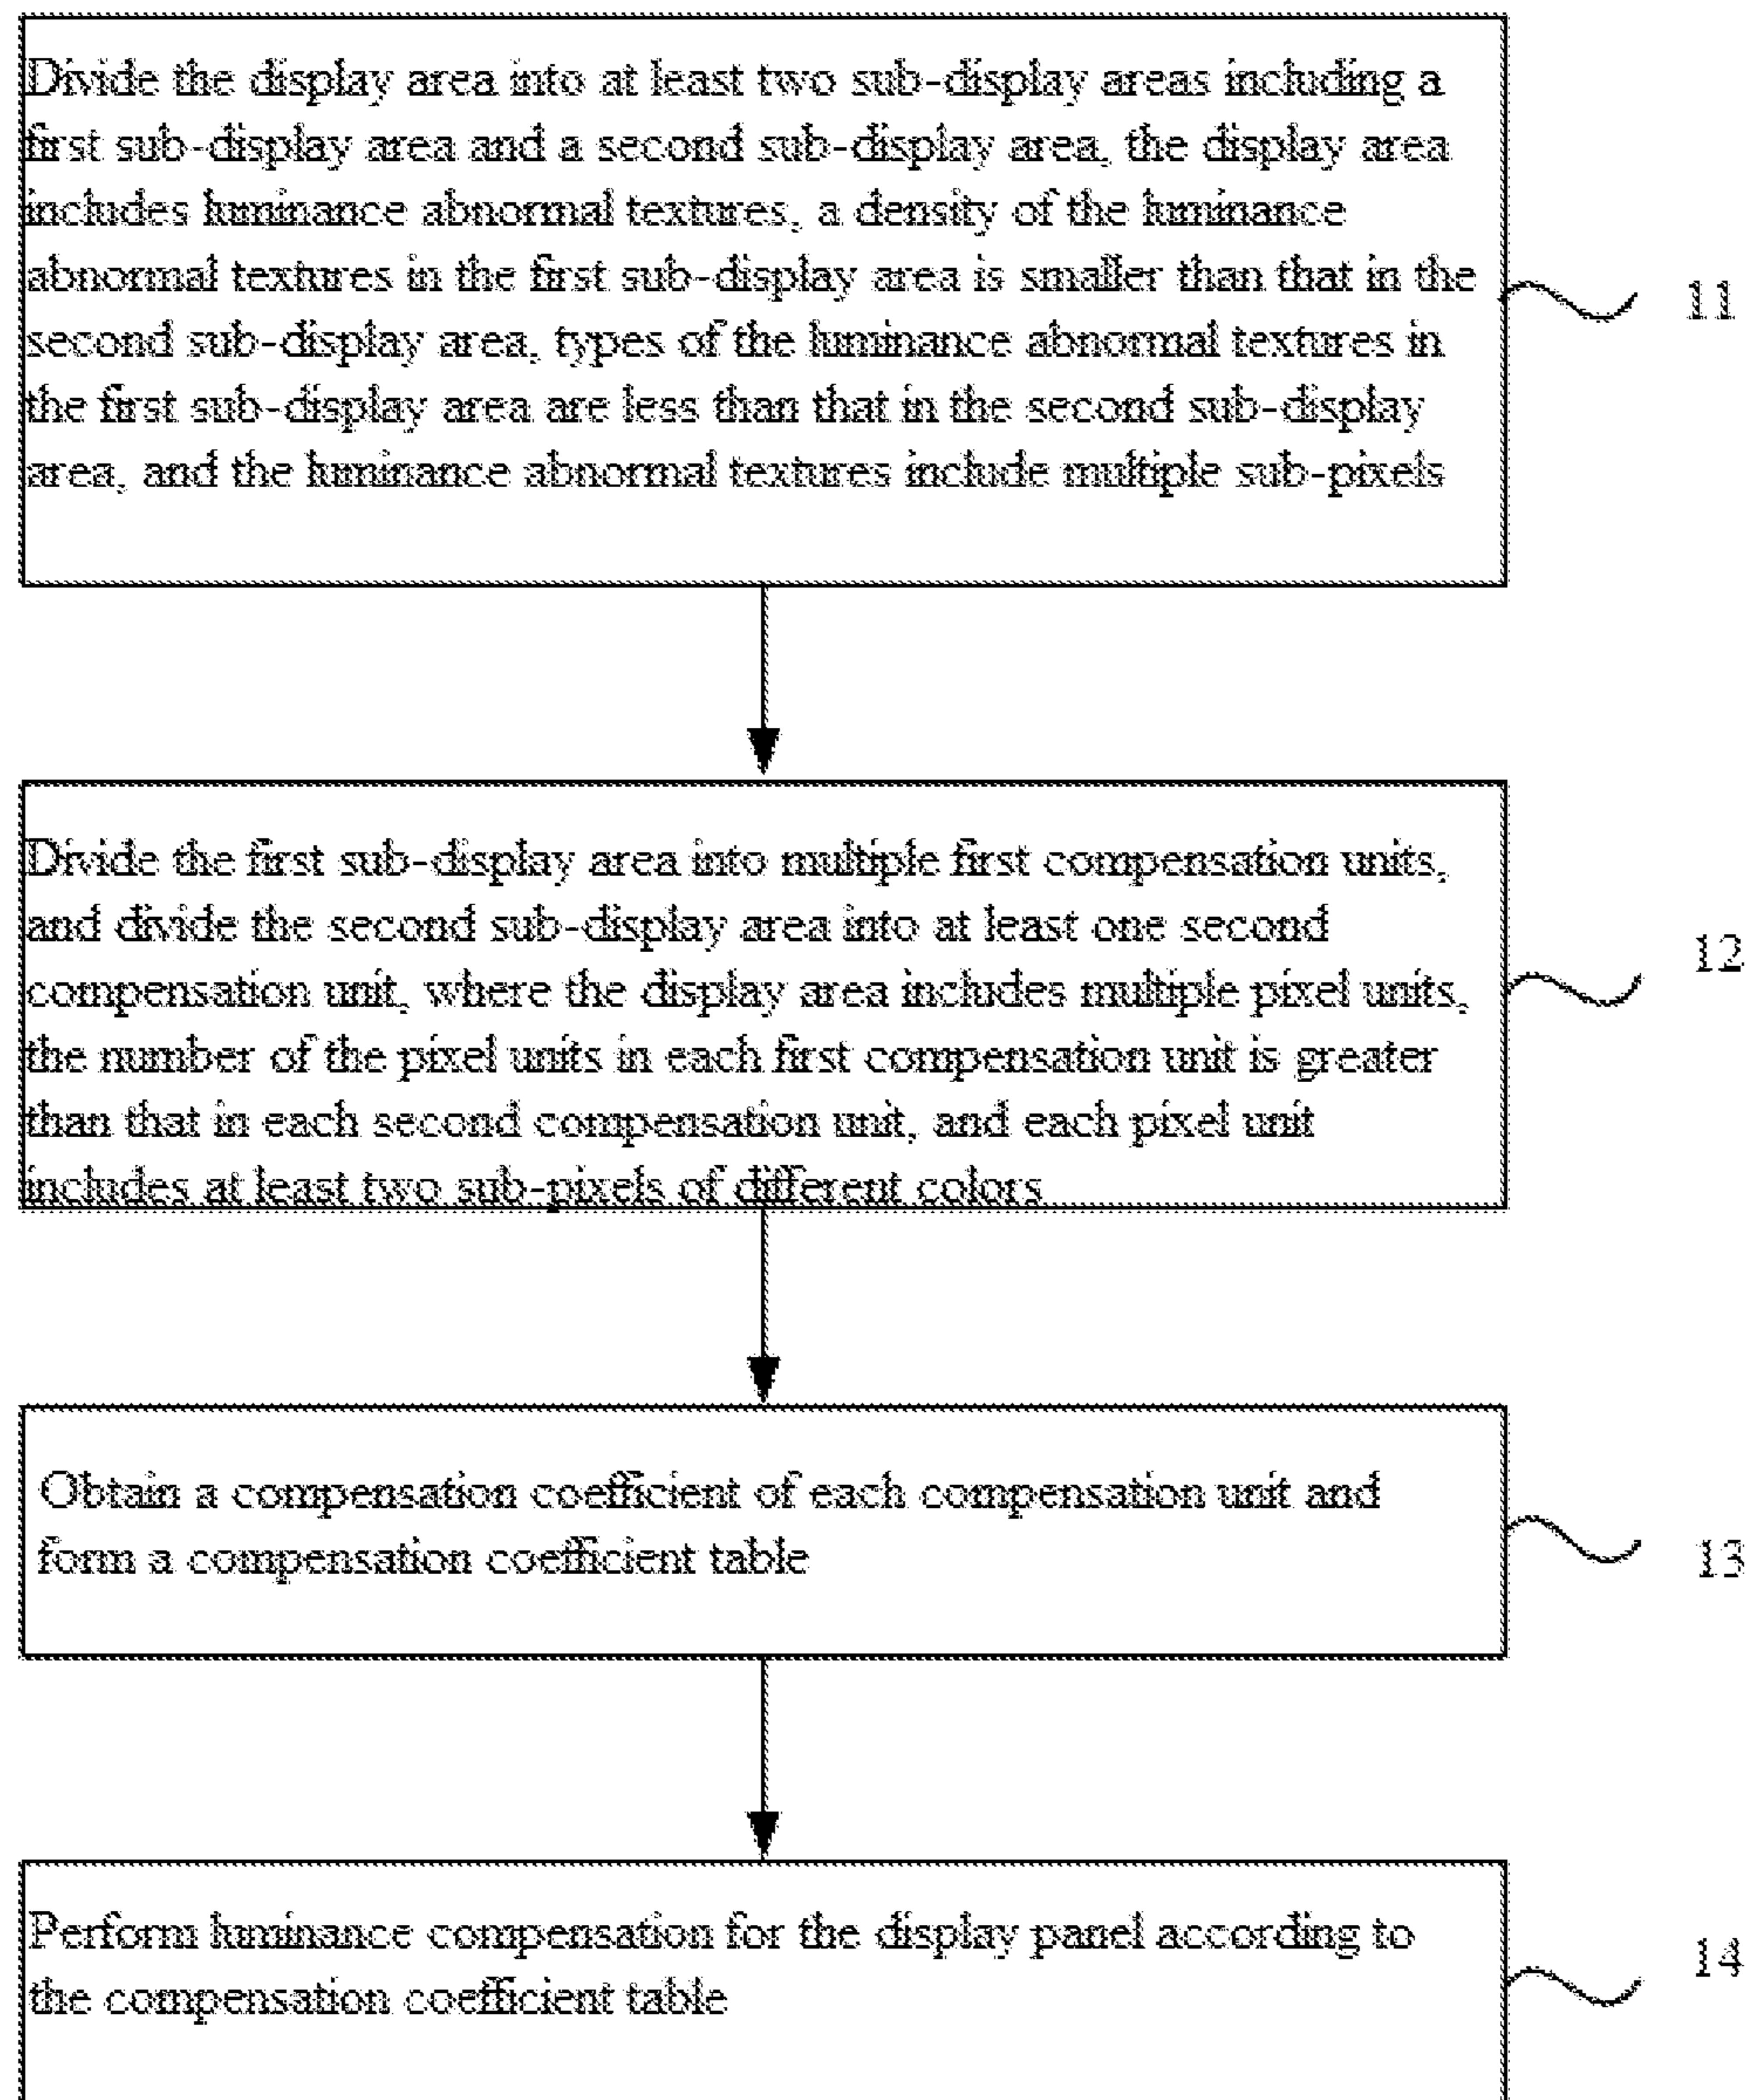 Divide the display area into at least two sub-display areas including a
first sub-display area and a second sub-display area, the display area
includes luminance abnormal textures, a density of the luminance
abnormal textures in the first sub-display area is smaller than that in the
second sub-display area, types of the luminance abnormal textures in
the first sub-display area are less than that in the second sub-display
area, and the luminance abnormal textures include multiple sub-pixels
11
Divide the first sub-display area into multiple first compensation units,
and divide the second sub-display area into at least one second
compensation unit, where the display area includes multiple pixel units,
the number of the pixel units in each first compensation unit is greater
than that in each second compensation unit, and each pixel unit
includes at least two sub-pixels of different colors
12
Obtain a compensation coefficient of each compensation unit and
form a compensation coefficient table
13
Perform luminance compensation for the display panel according to
the compensation coefficient table
14